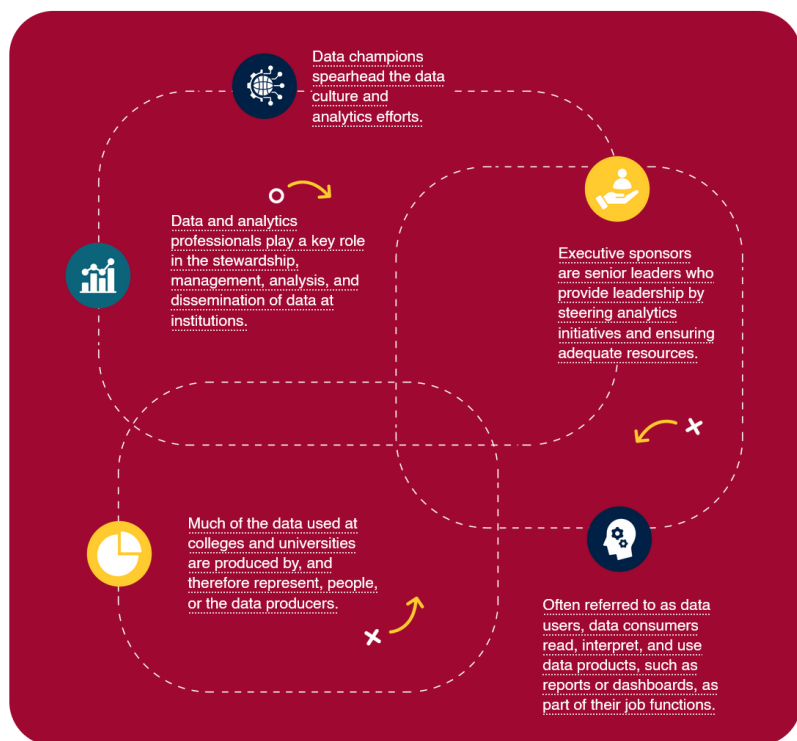 Data champions
spearhead the data
culture and
analytics efforts.
Data and analytics
professionals play a key role
in the stewardship,
management, analysis, and
dissemination of data at
institutions.
Executive sponsors
are senior leaders who
provide leadership by
steering analytics
initiatives and ensuring
adequate resources.
Much of the data used at
colleges and universities
are produced by, and
therefore represent, people,
or the data producers.
Often referred to as data
users, data consumers
read, interpret, and use
data products, such as
reports or dashboards, as
part of their job functions.